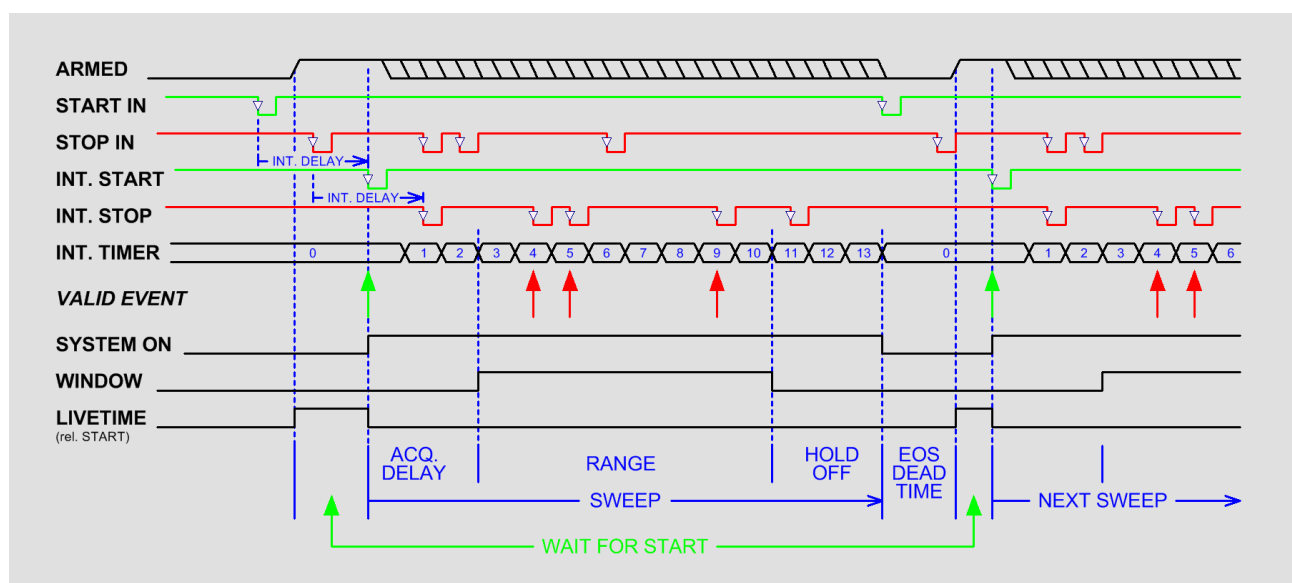 ARMED
START IN
STOP IN
INT. DELAY
INT. START
INT. DELAY
INT. STOP
INT. TIMER 0 1 2 3 4 5 6 7 8 9 10 11 12 13 0 1 2 3 4 5 6
VALID EVENT
SYSTEM ON
WINDOW
LIVETIME
(rel. START)
ACQ.
DELAY
RANGE
HOLD
OFF
EOS
DEAD
TIME
SWEEP
NEXT SWEEP
WAIT FOR START